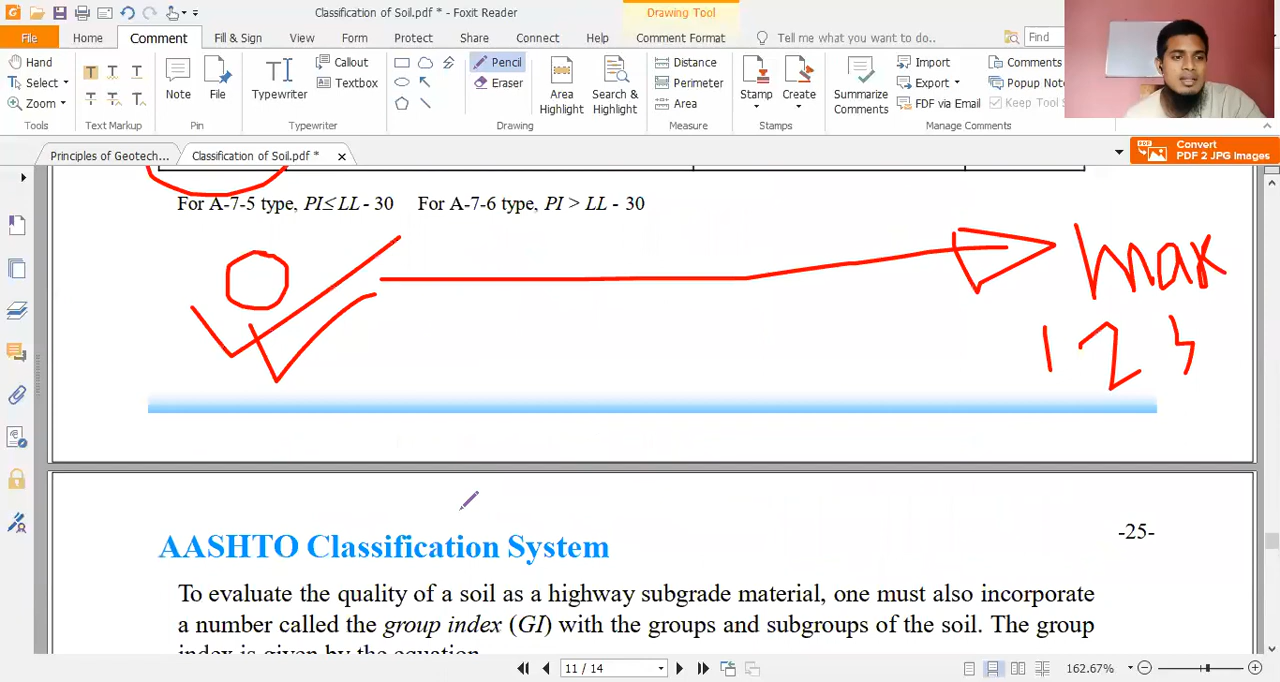 Classification of Soil.pdf * - Foxit Reader
Drawing Tool
File Home Comment Fill & Sign View Form Protect Share Connect Help Comment Format Tell me what you want to do.. Find
Hand
Select
Zoom
Tools
Text Markup
Note
File
Pin
Typewriter
Callout
Textbox
Typewriter
Pencil
Eraser
Area Highlight
Search & Highlight
Drawing
Distance
Perimeter
Area
Measure
Stamp
Create
Stamps
Summarize Comments
Import
Export
FDF via Email
Comments
Popup Note
Keep Tool S
Manage Comments
Principles of Geotech...
Classification of Soil.pdf *
Convert
PDF 2 JPG Images
For A-7-5 type, PI≤ LL - 30 For A-7-6 type, PI > LL - 30
max
1 2 3
-25-
AASHTO Classification System
To evaluate the quality of a soil as a highway subgrade material, one must also incorporate
a number called the group index (GI) with the groups and subgroups of the soil. The group
index is given by the equation
11 / 14
162.67%